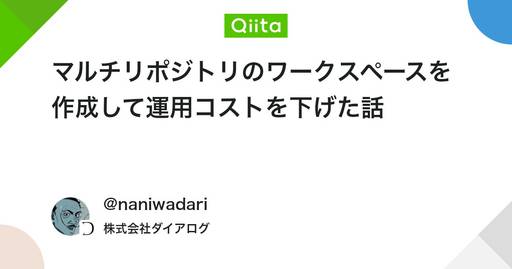 Qiita
マルチリポジトリのワークスペースを
作成して運用コストを下げた話
@naniwadari
株式会社ダイアログ